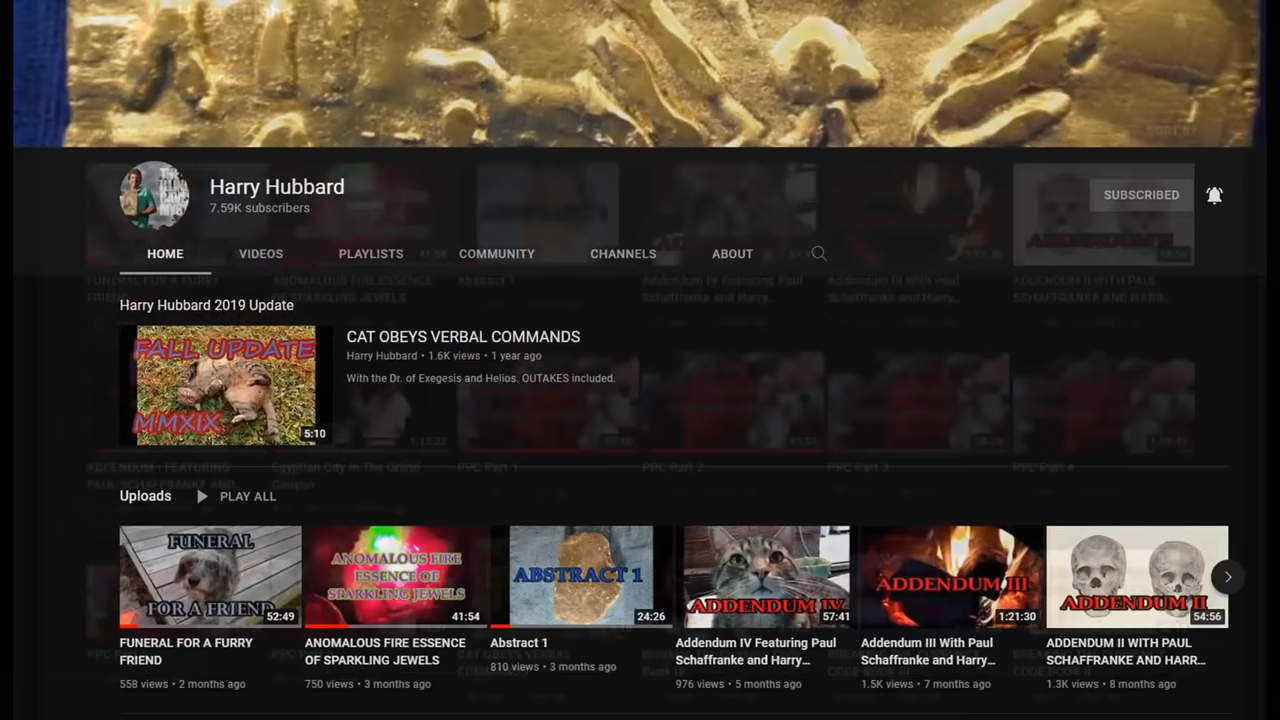 Harry Hubbard
7.59K subscribers
SUBSCRIBED
HOME VIDEOS PLAYLISTS COMMUNITY CHANNELS ABOUT
Harry Hubbard 2019 Update
FALL UPDATE
MMXIX
5:10
CAT OBEYS VERBAL COMMANDS
Harry Hubbard • 1.6K views • 1 year ago
With the Dr. of Exegesis and Helios. OUTAKES included.
Uploads PLAY ALL
FUNERAL
FOR A FRIEND
52:49
FUNERAL FOR A FURRY
FRIEND
558 views • 2 months ago
ANOMALOUS FIRE
ESSENCE OF
SPARKLING JEWELS
41:54
ANOMALOUS FIRE ESSENCE
OF SPARKLING JEWELS
750 views • 3 months ago
ABSTRACT 1
24:26
Abstract 1
810 views • 3 months ago
ADDENDUM IV
57:41
Addendum IV Featuring Paul
Schaffranke and Harry...
976 views • 5 months ago
ADDENDUM III
1:21:30
Addendum III With Paul
Schaffranke and Harry...
1.5K views • 7 months ago
ADDENDUM II
54:56
ADDENDUM II WITH PAUL
SCHAFFRANKE AND HARR...
1.3K views • 8 months ago